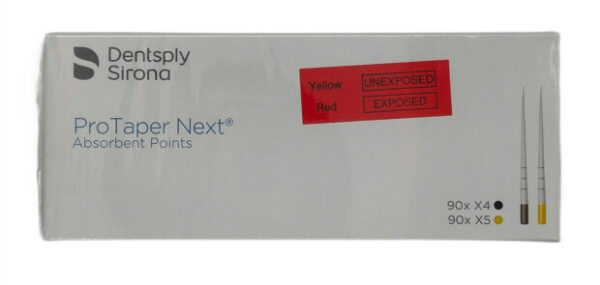 Dentsply
Sirona
Yellow UNEXPOSED
Red EXPOSED
ProTaper Next®
Absorbent Points
90x X4
90x X5